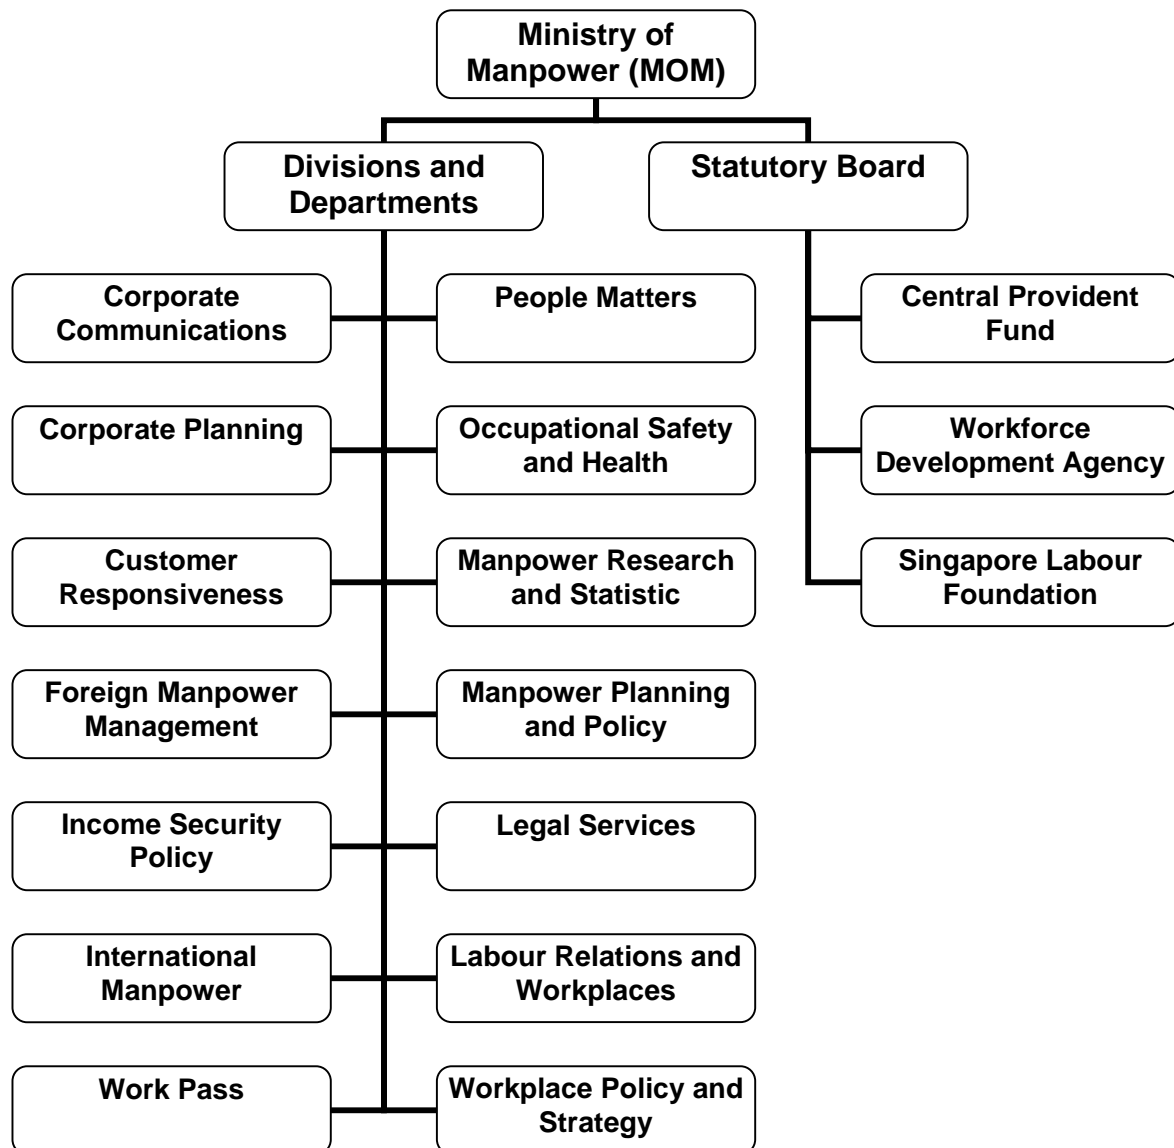 Ministry of
Manpower (MOM)
Divisions and
Departments
Statutory Board
Corporate
Communications
People Matters
Central Provident
Fund
Corporate Planning
Occupational Safety
and Health
Workforce
Development Agency
Customer
Responsiveness
Manpower Research
and Statistic
Singapore Labour
Foundation
Foreign Manpower
Management
Manpower Planning
and Policy
Income Security
Policy
Legal Services
International
Manpower
Labour Relations and
Workplaces
Work Pass
Workplace Policy and
Strategy